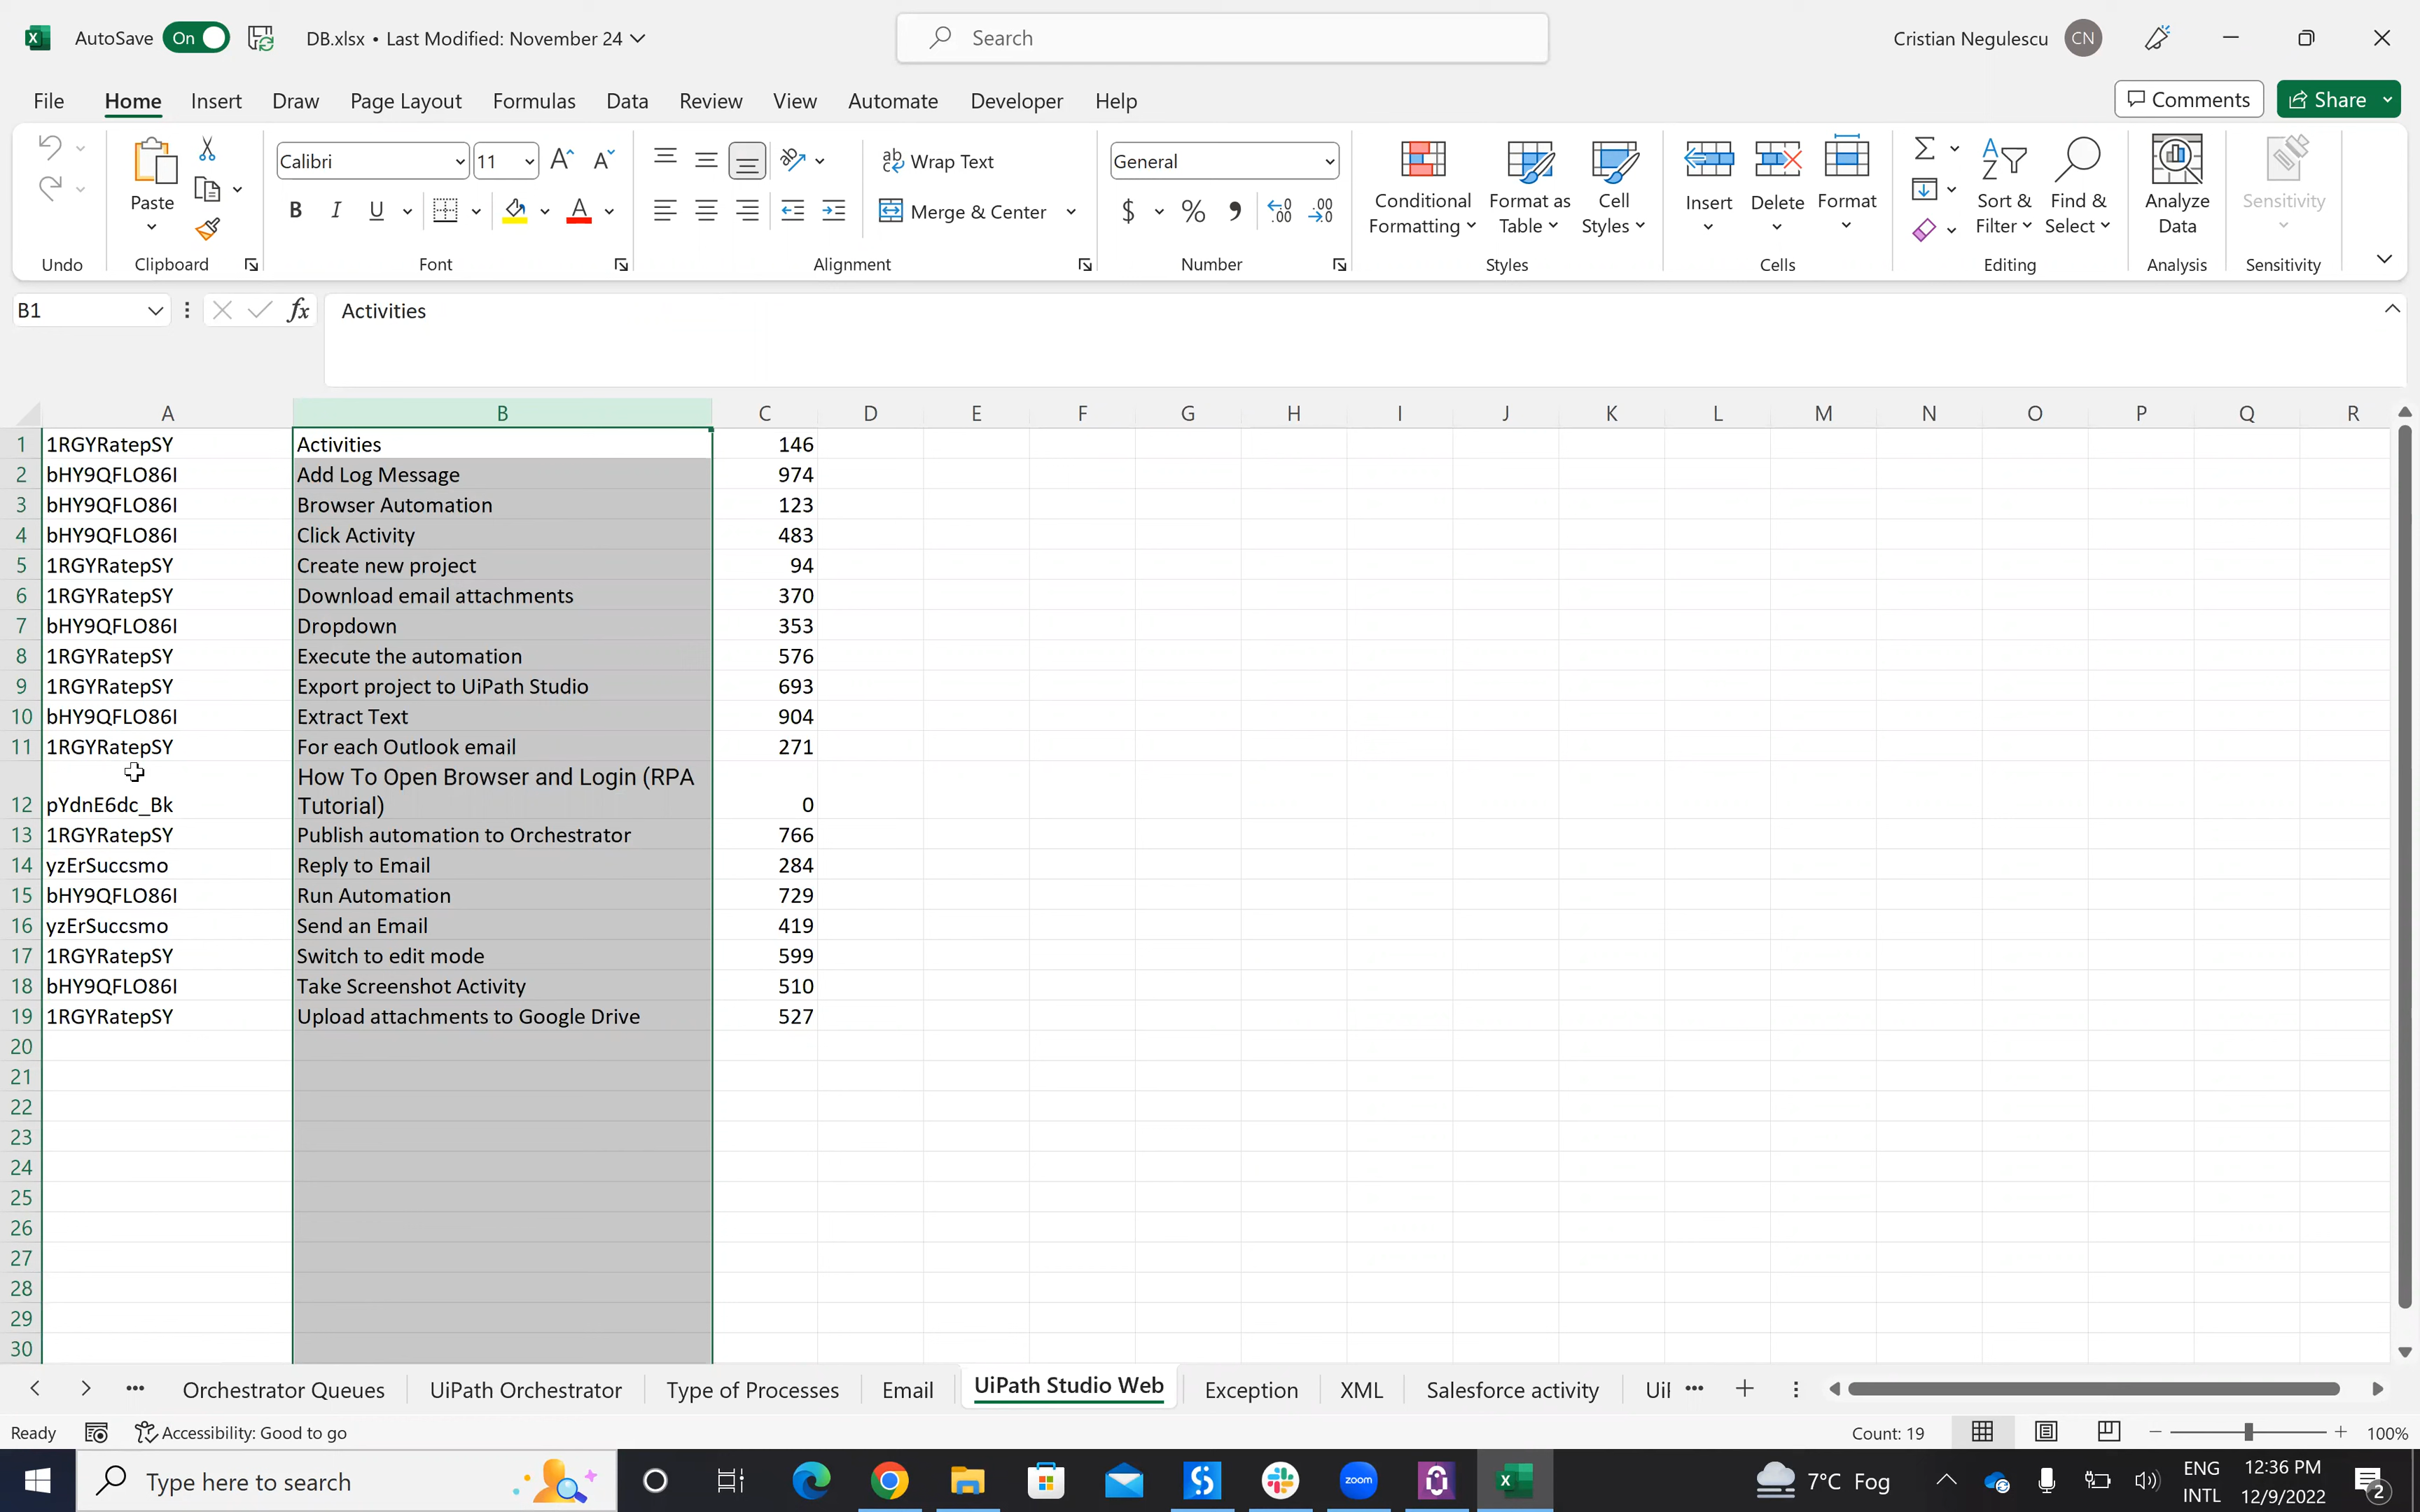 AutoSave On DB.xlsx • Last Modified: November 24 Search Cristian Negulescu CN
File Home Insert Draw Page Layout Formulas Data Review View Automate Developer Help Comments Share
Paste
Calibri 11
B I U A
Wrap Text
Merge & Center
General
$ % 9
Conditional Formatting
Format as Table
Cell Styles
Insert Delete Format
Sort & Filter
Find & Select
Analyze Data
Sensitivity
Undo Clipboard Font Alignment Number Styles Cells Editing Analysis Sensitivity
B1 fx Activities
A B C D E F G H I J K L M N O P Q R
1 1RGYRatepSY Activities 146
2 bHY9QFLO86I Add Log Message 974
3 bHY9QFLO86I Browser Automation 123
4 bHY9QFLO86I Click Activity 483
5 1RGYRatepSY Create new project 94
6 1RGYRatepSY Download email attachments 370
7 bHY9QFLO86I Dropdown 353
8 1RGYRatepSY Execute the automation 576
9 1RGYRatepSY Export project to UiPath Studio 693
10 bHY9QFLO86I Extract Text 904
11 1RGYRatepSY For each Outlook email 271
How To Open Browser and Login (RPA
12 pYdnE6dc_Bk Tutorial) 0
13 1RGYRatepSY Publish automation to Orchestrator 766
14 yzErSuccsmo Reply to Email 284
15 bHY9QFLO86I Run Automation 729
16 yzErSuccsmo Send an Email 419
17 1RGYRatepSY Switch to edit mode 599
18 bHY9QFLO86I Take Screenshot Activity 510
19 1RGYRatepSY Upload attachments to Google Drive 527
20
21
22
23
24
25
26
27
28
29
30
Orchestrator Queues UiPath Orchestrator Type of Processes Email UiPath Studio Web Exception XML Salesforce activity Uil
Ready Accessibility: Good to go Count: 19 100%
Type here to search zoom 7°C Fog ENG INTL 12:36 PM 12/9/2022 2